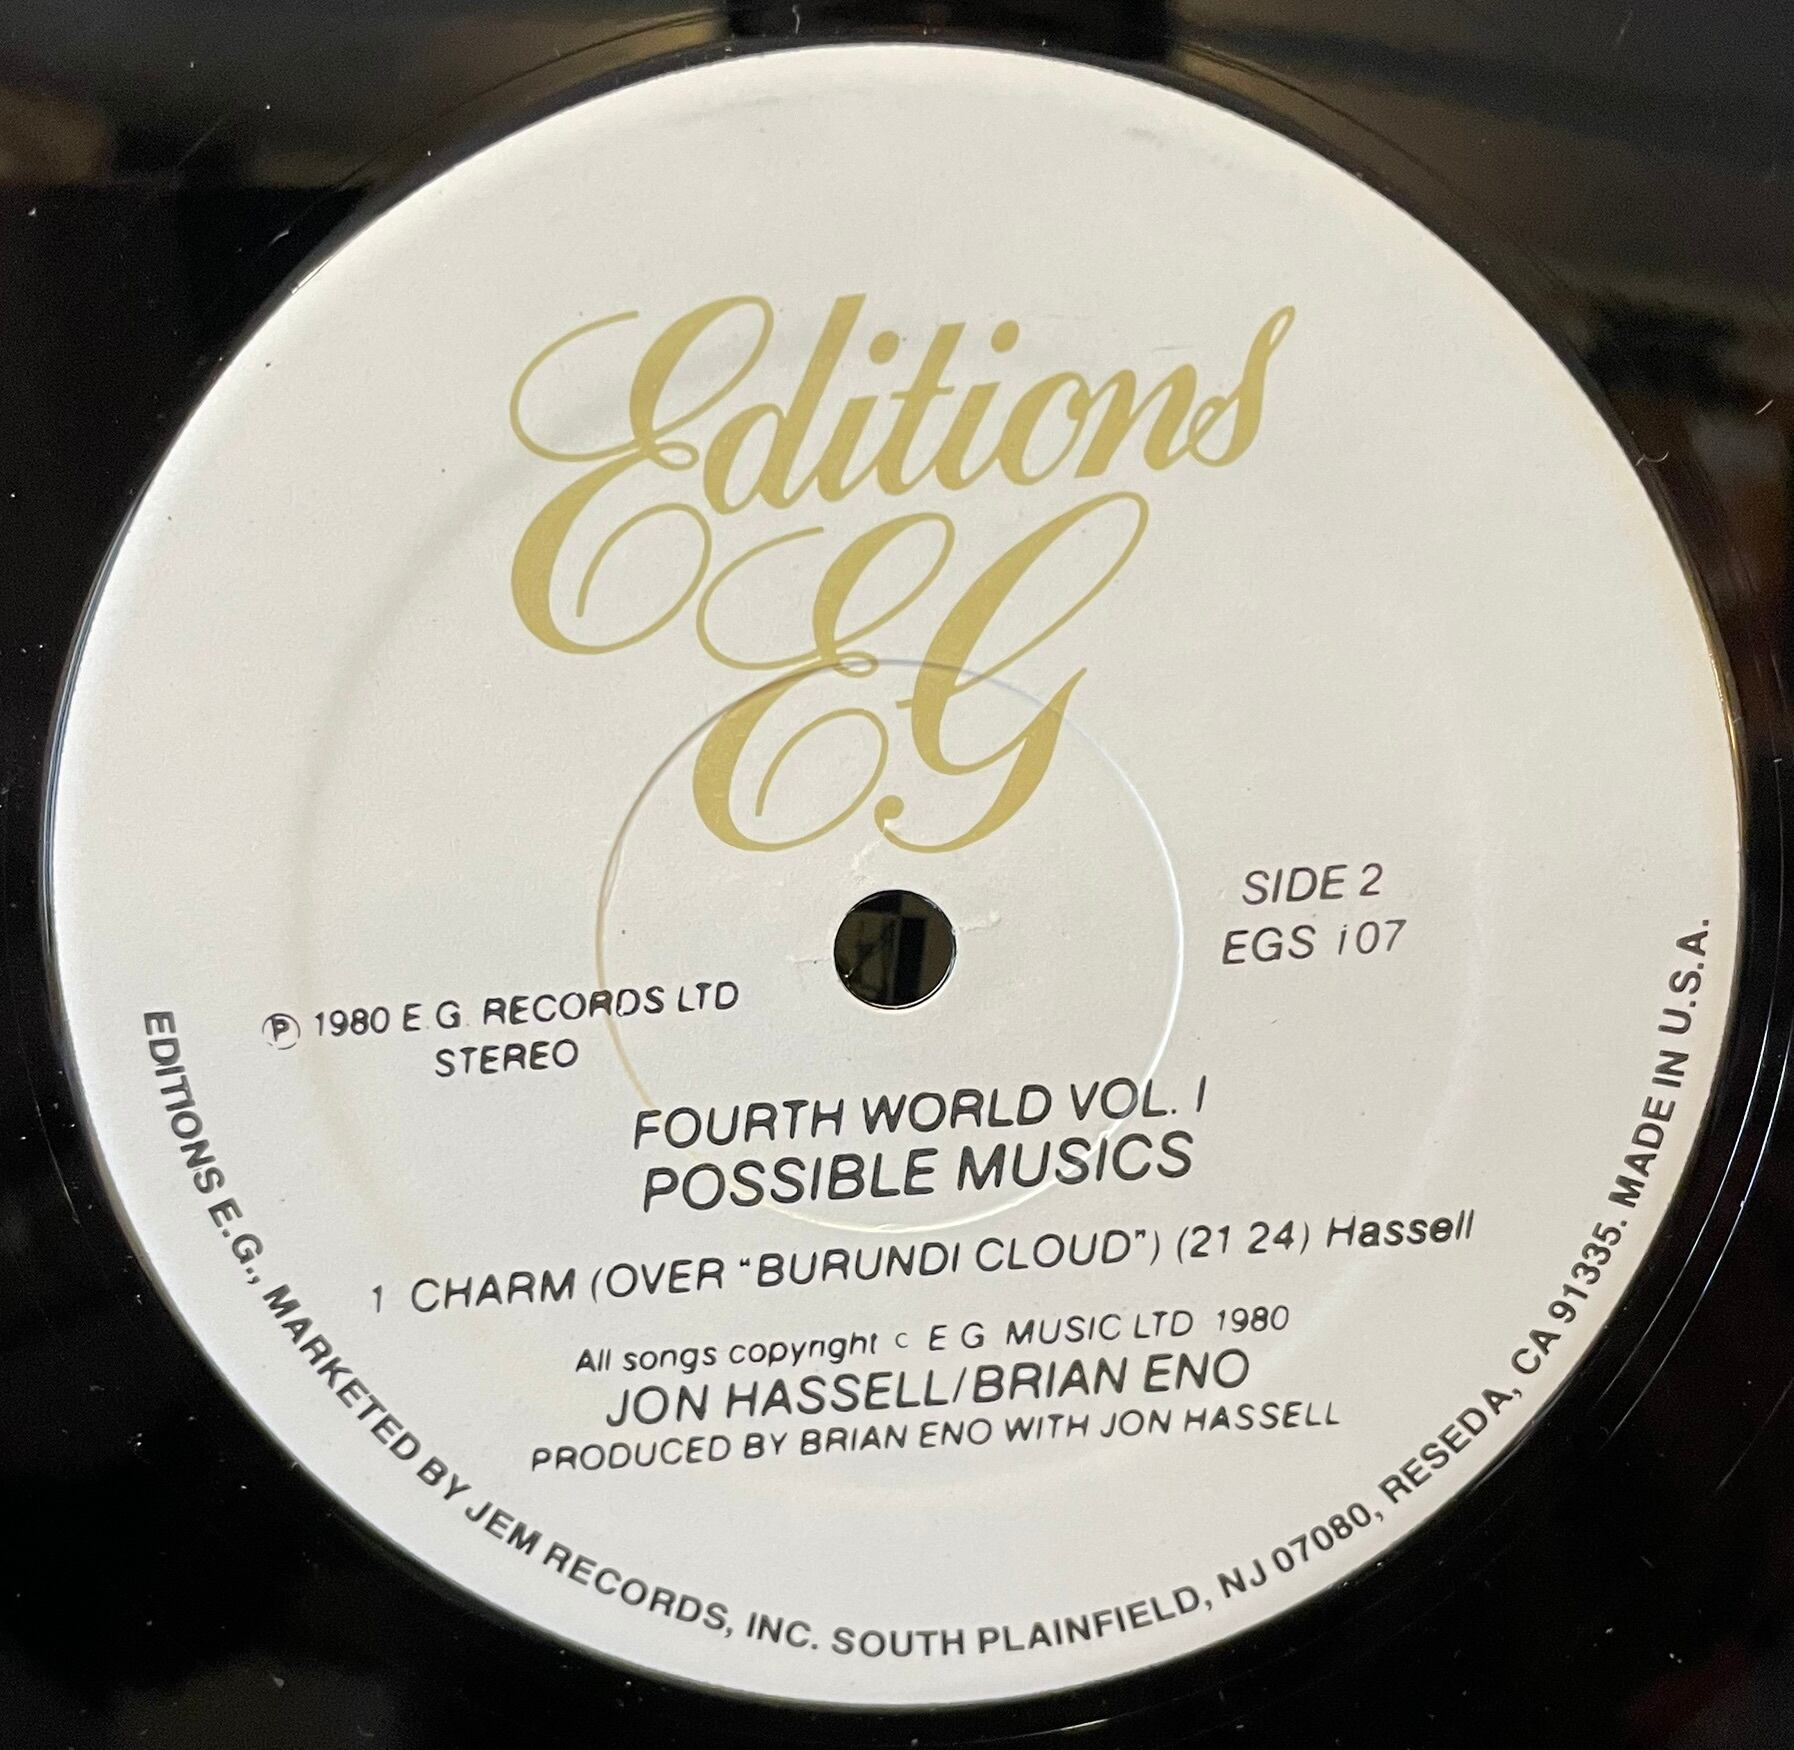 Editions
EG
SIDE 2
EGS 107
℗ 1980 E.G. RECORDS LTD
STEREO
FOURTH WORLD VOL. 1
POSSIBLE MUSICS
1 CHARM (OVER "BURUNDI CLOUD") (21 24) Hassell
All songs copyright c E G MUSIC LTD 1980
JON HASSELL/BRIAN ENO
PRODUCED BY BRIAN ENO WITH JON HASSELL
EDITIONS E.G., MARKETED BY JEM RECORDS, INC. SOUTH PLAINFIELD, NJ 07080, RESEDA, CA 91335. MADE IN U.S.A.